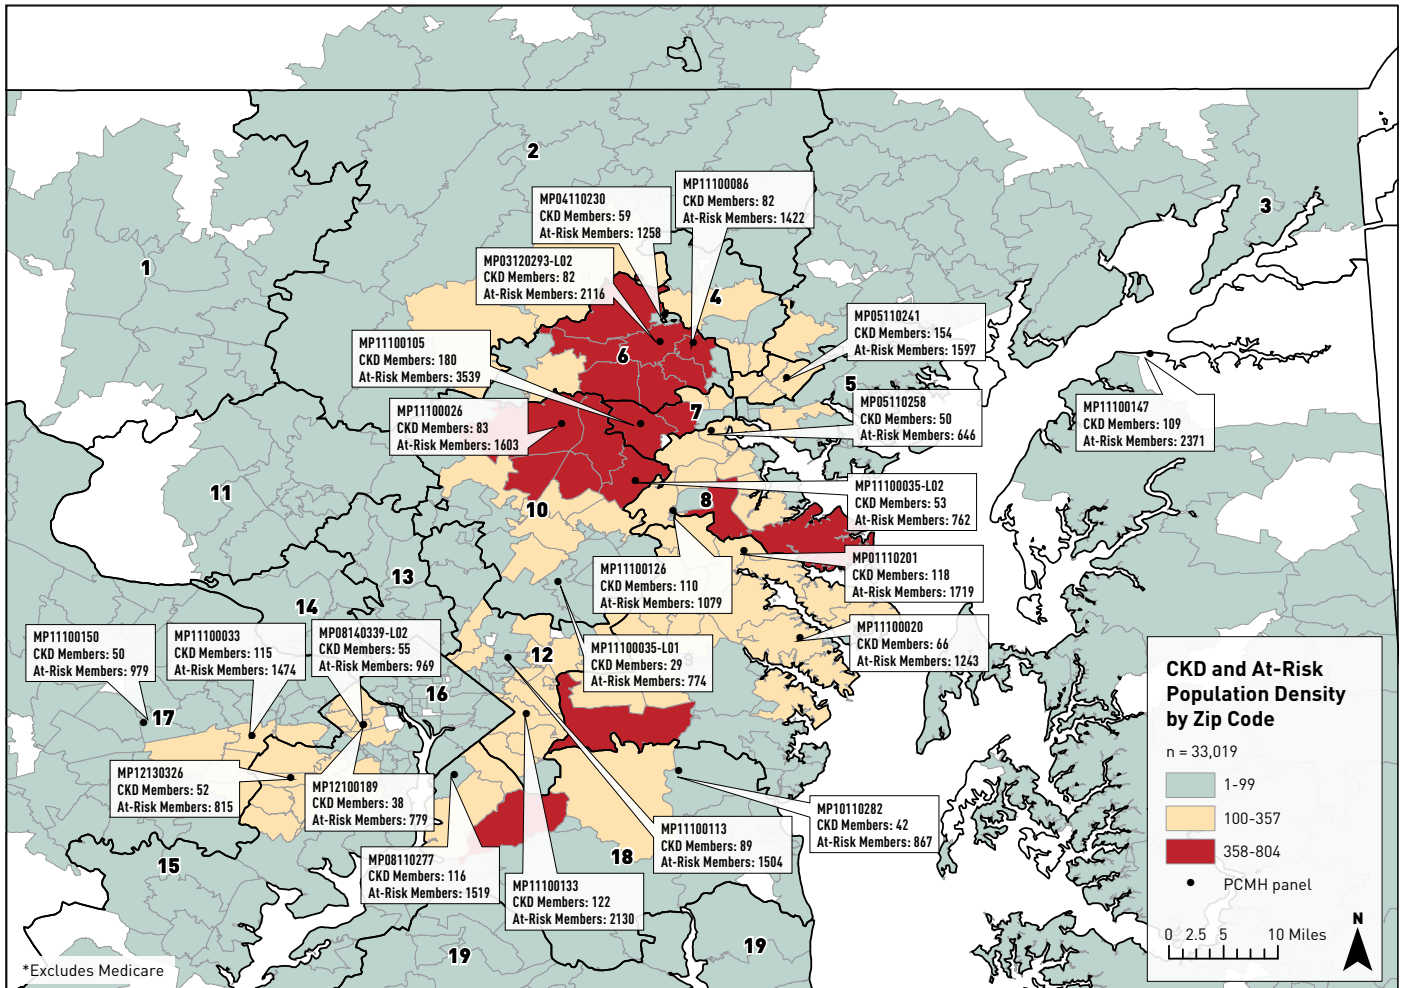 2
3
1
MP04110230
CKD Members: 59
At-Risk Members: 1258
MP11100086
CKD Members: 82
At-Risk Members: 1422
MP03120293-L02
CKD Members: 82
At-Risk Members: 2116
4
MP05110241
CKD Members: 154
At-Risk Members: 1597
MP11100105
CKD Members: 180
At-Risk Members: 3539
6
5
MP05110258
CKD Members: 50
At-Risk Members: 646
MP11100147
CKD Members: 109
At-Risk Members: 2371
MP11100026
CKD Members: 83
At-Risk Members: 1603
7
11
10
8
MP11100035-L02
CKD Members: 53
At-Risk Members: 762
MP01110201
CKD Members: 118
At-Risk Members: 1719
MP11100126
CKD Members: 110
At-Risk Members: 1079
13
14
MP11100020
CKD Members: 66
At-Risk Members: 1243
MP11100150
CKD Members: 50
At-Risk Members: 979
MP11100033
CKD Members: 115
At-Risk Members: 1474
MP08140339-L02
CKD Members: 55
At-Risk Members: 969
12
MP11100035-L01
CKD Members: 29
At-Risk Members: 774
9
16
17
MP12130326
CKD Members: 52
At-Risk Members: 815
MP12100189
CKD Members: 38
At-Risk Members: 779
MP10110282
CKD Members: 42
At-Risk Members: 867
MP11100113
CKD Members: 89
At-Risk Members: 1504
15
MP08110277
CKD Members: 116
At-Risk Members: 1519
MP11100133
CKD Members: 122
At-Risk Members: 2130
18
19
19
*Excludes Medicare
CKD and At-Risk
Population Density
by Zip Code
n = 33,019
1-99
100-357
358-804
PCMH panel
0 2.5 5 10 Miles
N